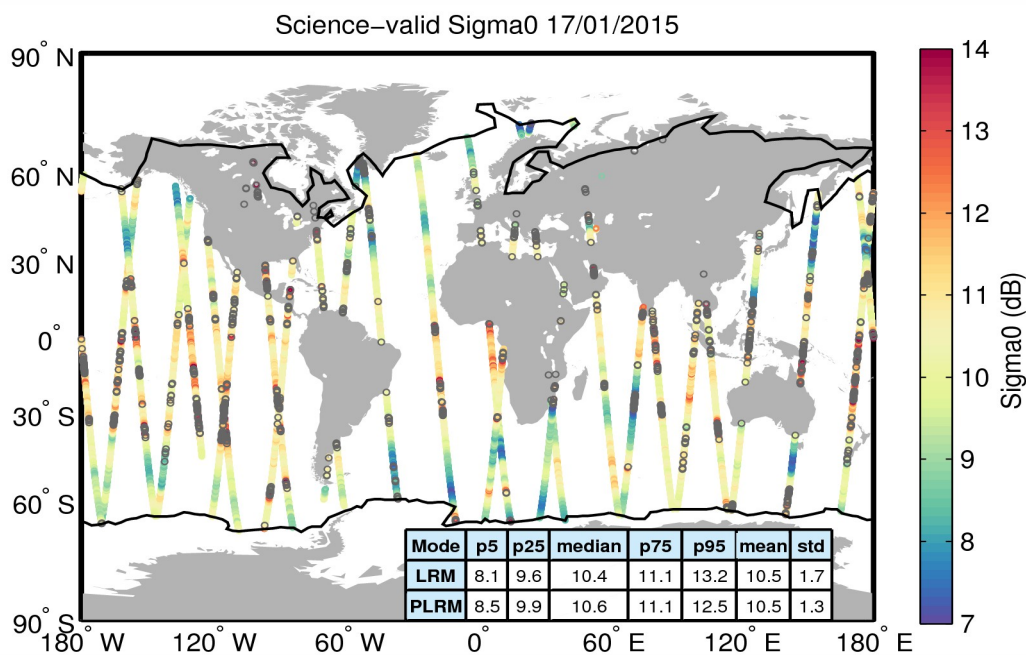 Science−valid Sigma0 17/01/2015
90° N
60° N
30° N
0°
30° S
60° S
90° S
180° W
120° W
60° W
0°
60° E
120° E
180° E
14
13
12
11
10
9
8
7
Sigma0 (dB)
Mode p5 p25 median p75 p95 mean std
LRM 8.1 9.6 10.4 11.1 13.2 10.5 1.7
PLRM 8.5 9.9 10.6 11.1 12.5 10.5 1.3